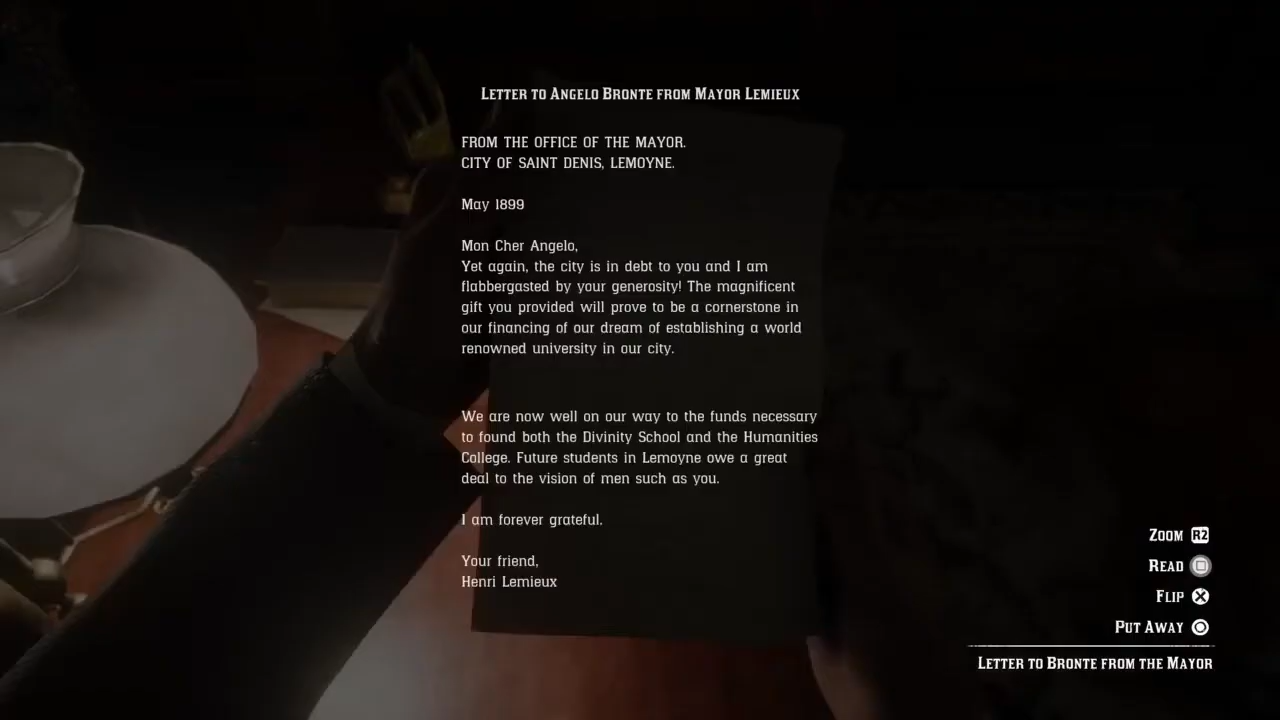 Letter to Angelo Bronte from Mayor Lemieux
FROM THE OFFICE OF THE MAYOR.
CITY OF SAINT DENIS, LEMOYNE.
May 1899
Mon Cher Angelo,
Yet again, the city is in debt to you and I am
flabbergasted by your generosity! The magnificent
gift you provided will prove to be a cornerstone in
our financing of our dream of establishing a world
renowned university in our city.
We are now well on our way to the funds necessary
to found both the Divinity School and the Humanities
College. Future students in Lemoyne owe a great
deal to the vision of men such as you.
I am forever grateful.
Your friend,
Henri Lemieux
Zoom R2
Read
Flip
Put Away
Letter to Bronte from the Mayor